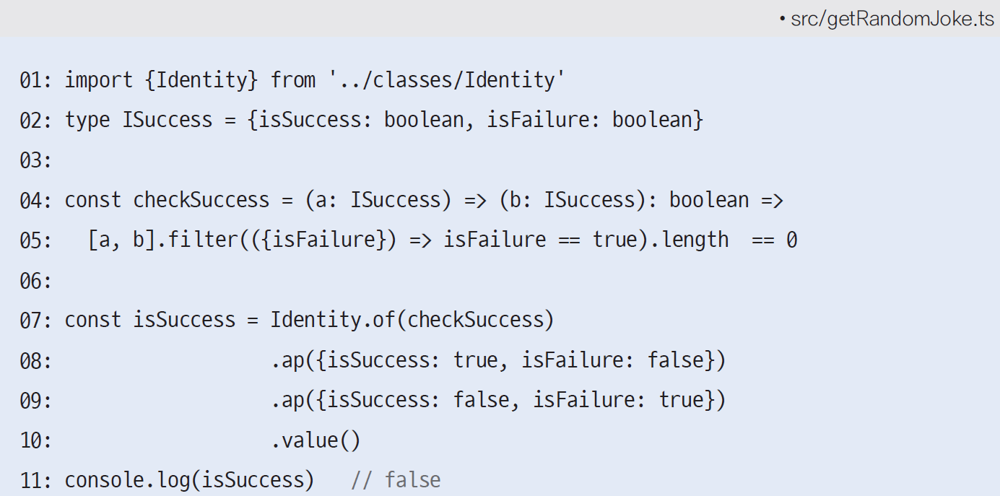 • src/getRandomJoke.ts
01: import {Identity} from '../classes/Identity'
02: type ISuccess = {isSuccess: boolean, isFailure: boolean}
03:
04: const checkSuccess = (a: ISuccess) => (b: ISuccess): boolean =>
05:   [a, b].filter(({isFailure}) => isFailure == true).length  == 0
06:
07: const isSuccess = Identity.of(checkSuccess)
08:                   .ap({isSuccess: true, isFailure: false})
09:                   .ap({isSuccess: false, isFailure: true})
10:                   .value()
11: console.log(isSuccess)   // false